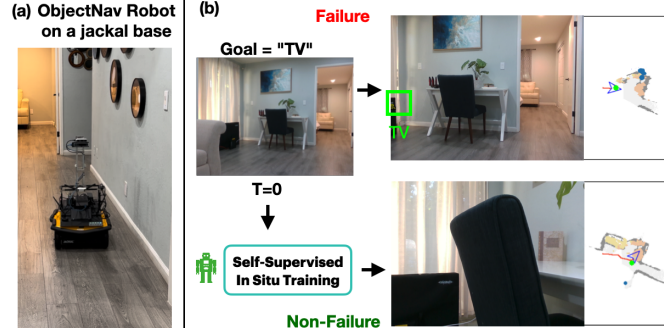 (a) ObjectNav Robot
on a jackal base
(b)
Failure
Goal = "TV"
TV
T=0
Self-Supervised
In Situ Training
Non-Failure